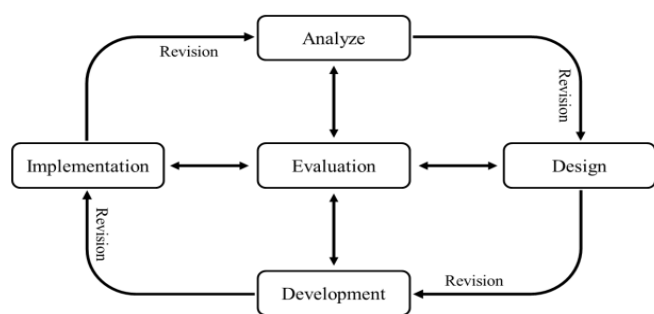 Analyze
Revision
Revision
Implementation
Evaluation
Design
Revision
Revision
Development